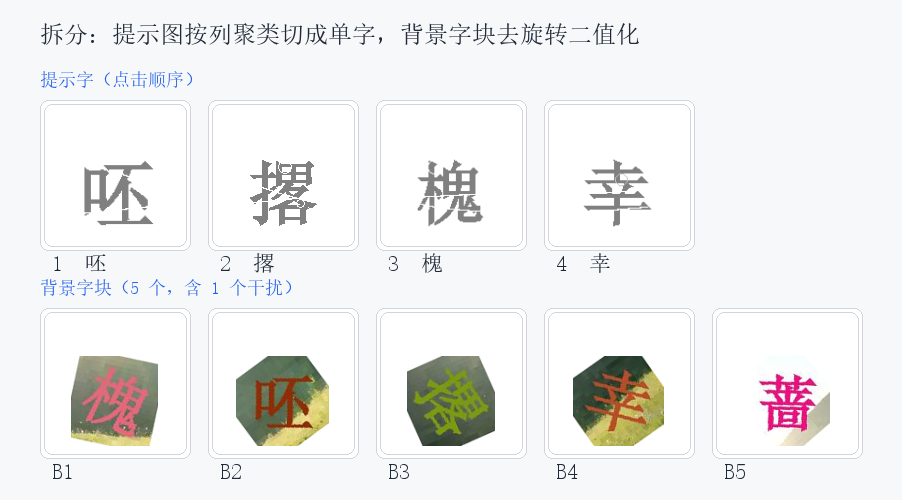 拆分：提示图按列聚类切成单字，背景字块去旋转二值化
提示字（点击顺序）
呸 撂 槐 幸
1 呸 2 撂 3 槐 4 幸
背景字块（5 个，含 1 个干扰）
槐 呸 撂 幸 蔷
B1 B2 B3 B4 B5